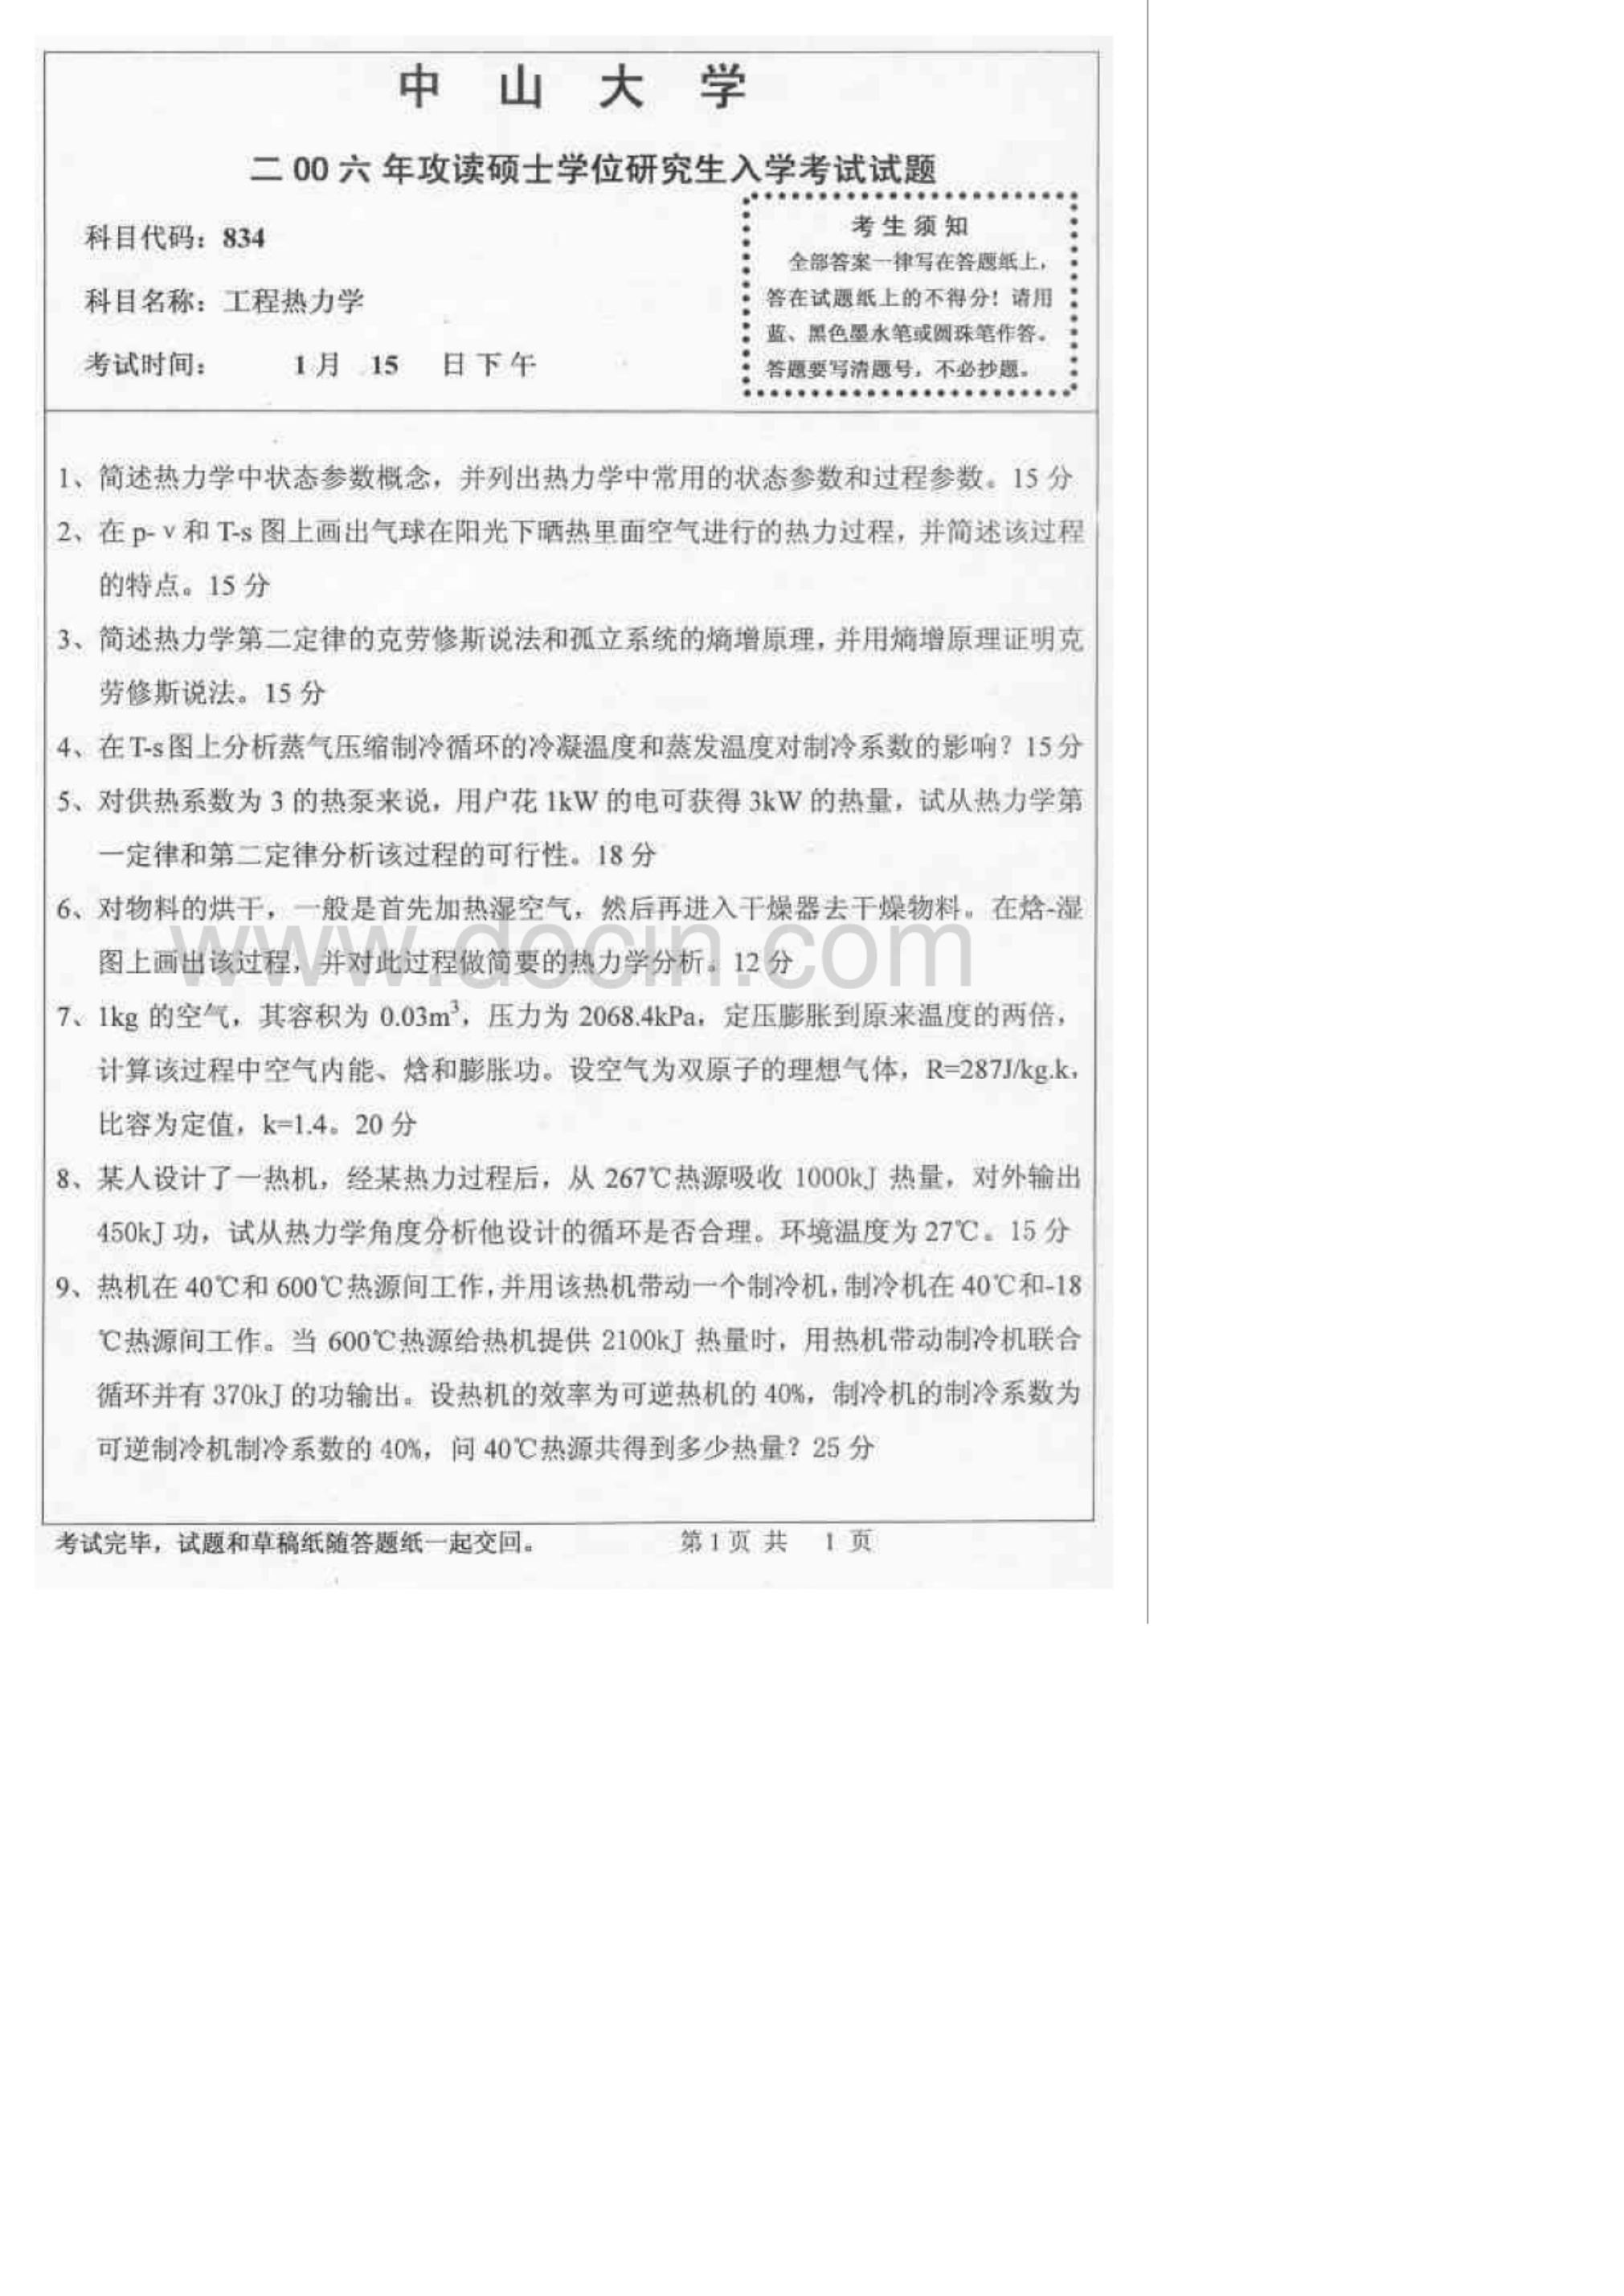 中 山 大 学
二00六年攻读硕士学位研究生入学考试试题
科目代码：834
科目名称：工程热力学
考试时间： 1月 15 日下午
考生须知
全部答案一律写在答题纸上，
答在试题纸上的不得分！请用
蓝、黑色墨水笔或圆珠笔作答。
答题要写清题号，不必抄题。
1、简述热力学中状态参数概念，并列出热力学中常用的状态参数和过程参数。15 分
2、在 p- v 和 T-s 图上画出气球在阳光下晒热里面空气进行的热力过程，并简述该过程
的特点。15 分
3、简述热力学第二定律的克劳修斯说法和孤立系统的熵增原理，并用熵增原理证明克
劳修斯说法。15 分
4、在T-s图上分析蒸气压缩制冷循环的冷凝温度和蒸发温度对制冷系数的影响？15分
5、对供热系数为 3 的热泵来说，用户花 1kW 的电可获得 3kW 的热量，试从热力学第
一定律和第二定律分析该过程的可行性。18 分
6、对物料的烘干，一般是首先加热湿空气，然后再进入干燥器去干燥物料。在焓-湿
图上画出该过程，并对此过程做简要的热力学分析。12 分
www.docin.com
7、1kg 的空气，其容积为 0.03m³，压力为 2068.4kPa，定压膨胀到原来温度的两倍，
计算该过程中空气内能、焓和膨胀功。设空气为双原子的理想气体，R=287J/kg.k，
比容为定值，k=1.4。20 分
8、某人设计了一热机，经某热力过程后，从 267℃热源吸收 1000kJ 热量，对外输出
450kJ 功，试从热力学角度分析他设计的循环是否合理。环境温度为 27℃。15 分
9、热机在 40℃和 600℃热源间工作，并用该热机带动一个制冷机，制冷机在 40℃和-18
℃热源间工作。当 600℃热源给热机提供 2100kJ 热量时，用热机带动制冷机联合
循环并有 370kJ 的功输出。设热机的效率为可逆热机的 40%，制冷机的制冷系数为
可逆制冷机制冷系数的 40%，问 40℃热源共得到多少热量？25 分
考试完毕，试题和草稿纸随答题纸一起交回。 第 1 页 共 1 页